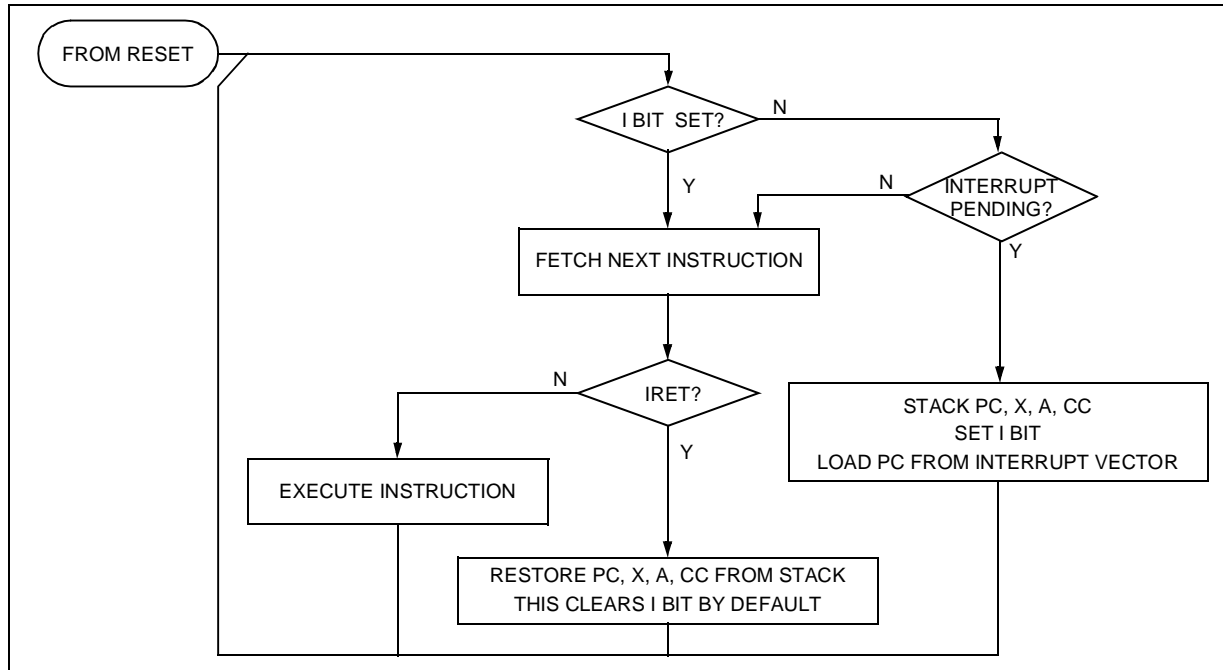 FROM RESET
I BIT SET?
N
Y
N
INTERRUPT
PENDING?
Y
FETCH NEXT INSTRUCTION
N
IRET?
Y
STACK PC, X, A, CC
SET I BIT
LOAD PC FROM INTERRUPT VECTOR
EXECUTE INSTRUCTION
RESTORE PC, X, A, CC FROM STACK
THIS CLEARS I BIT BY DEFAULT